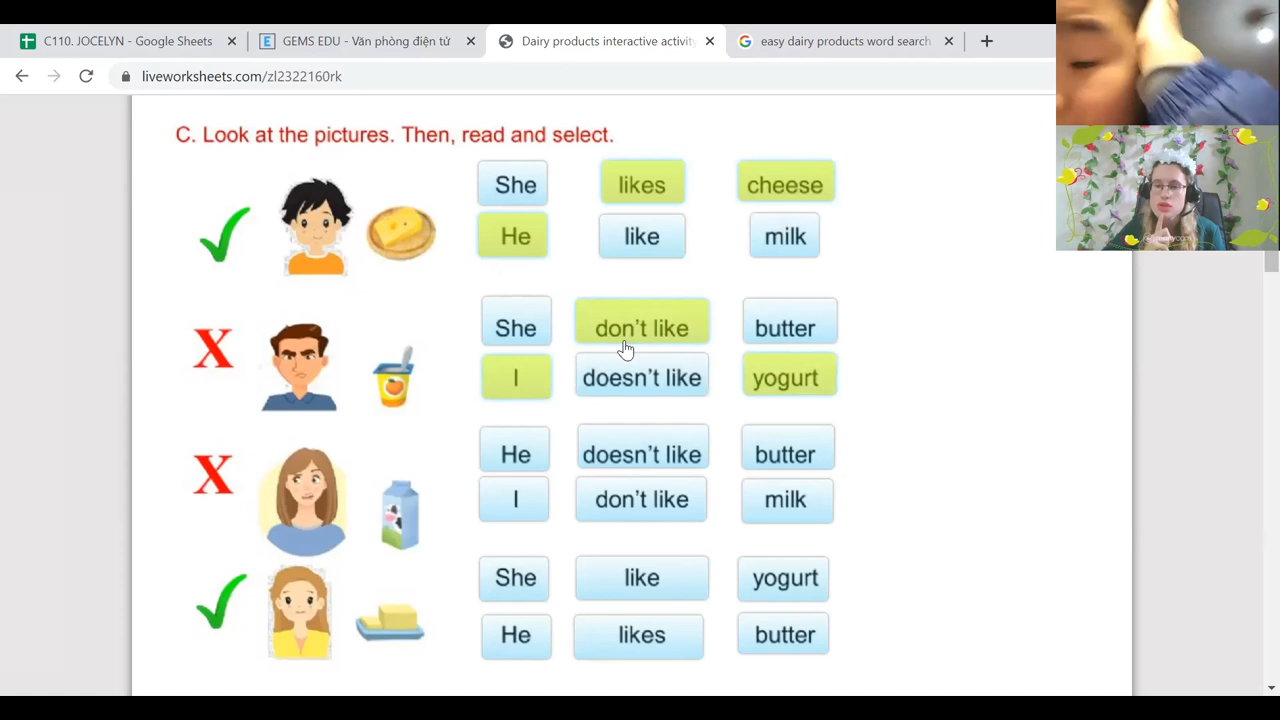 C110. JOCELYN - Google Sheets
GEMS EDU - Văn phòng điện tử
Dairy products interactive activity
easy dairy products word search
liveworksheets.com/zl2322160rk
C. Look at the pictures. Then, read and select.
She likes cheese
He like milk
X
She don't like butter
I doesn't like yogurt
X
He doesn't like butter
I don't like milk
She like yogurt
He likes butter